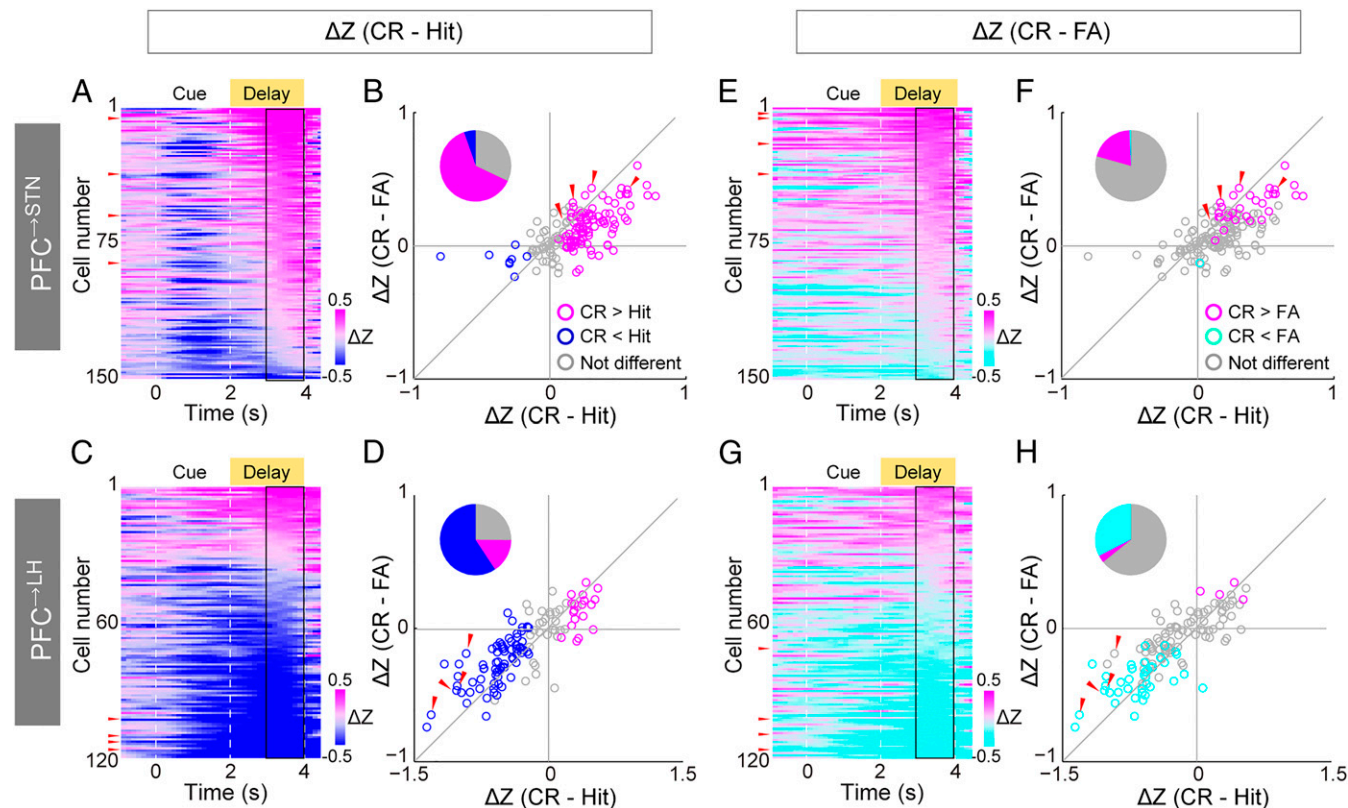 ΔZ (CR - Hit)
ΔZ (CR - FA)
PFC→STN
A
Cue
Delay
1
75
150
Cell number
0
2
4
Time (s)
0.5
ΔZ
-0.5
B
1
0
−1
ΔZ (CR - FA)
CR > Hit
CR < Hit
Not different
−1
0
1
ΔZ (CR - Hit)
E
Cue
Delay
1
75
150
Cell number
0
2
4
Time (s)
0.5
ΔZ
-0.5
F
1
0
−1
ΔZ (CR - FA)
CR > FA
CR < FA
Not different
−1
0
1
ΔZ (CR - Hit)
PFC→LH
C
Cue
Delay
1
60
120
Cell number
0
2
4
Time (s)
0.5
ΔZ
-0.5
D
1
0
−1
ΔZ (CR - FA)
−1.5
0
1.5
ΔZ (CR - Hit)
G
Cue
Delay
1
60
120
Cell number
0
2
4
Time (s)
0.5
ΔZ
-0.5
H
1
0
−1
ΔZ (CR - FA)
−1.5
0
1.5
ΔZ (CR - Hit)